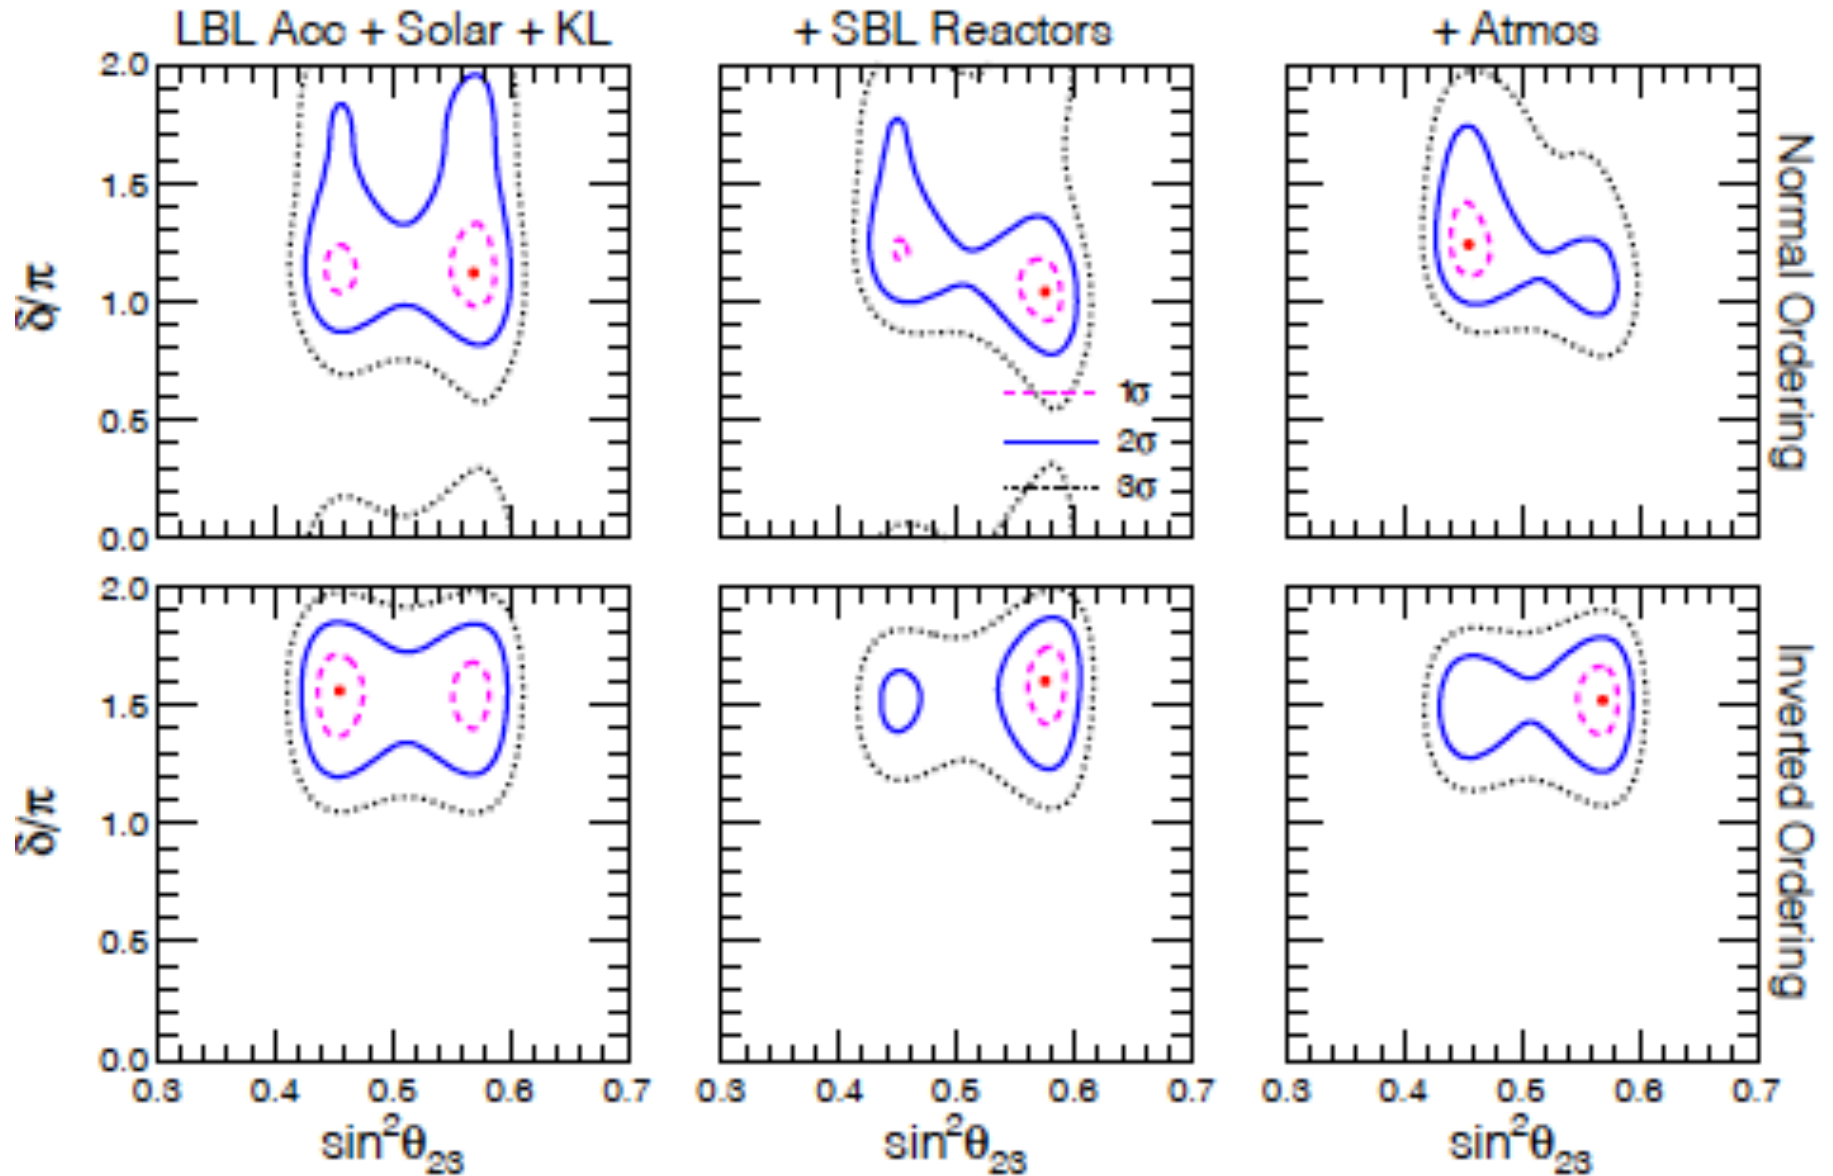 LBL Acc + Solar + KL
+ SBL Reactors
+ Atmos
2.0
1.5
1.0
0.5
0.0
δ/π
1σ
2σ
3σ
Normal Ordering
2.0
1.5
1.0
0.5
0.0
δ/π
Inverted Ordering
0.3 0.4 0.5 0.6 0.7
0.3 0.4 0.5 0.6 0.7
0.3 0.4 0.5 0.6 0.7
sin²θ₂₃
sin²θ₂₃
sin²θ₂₃